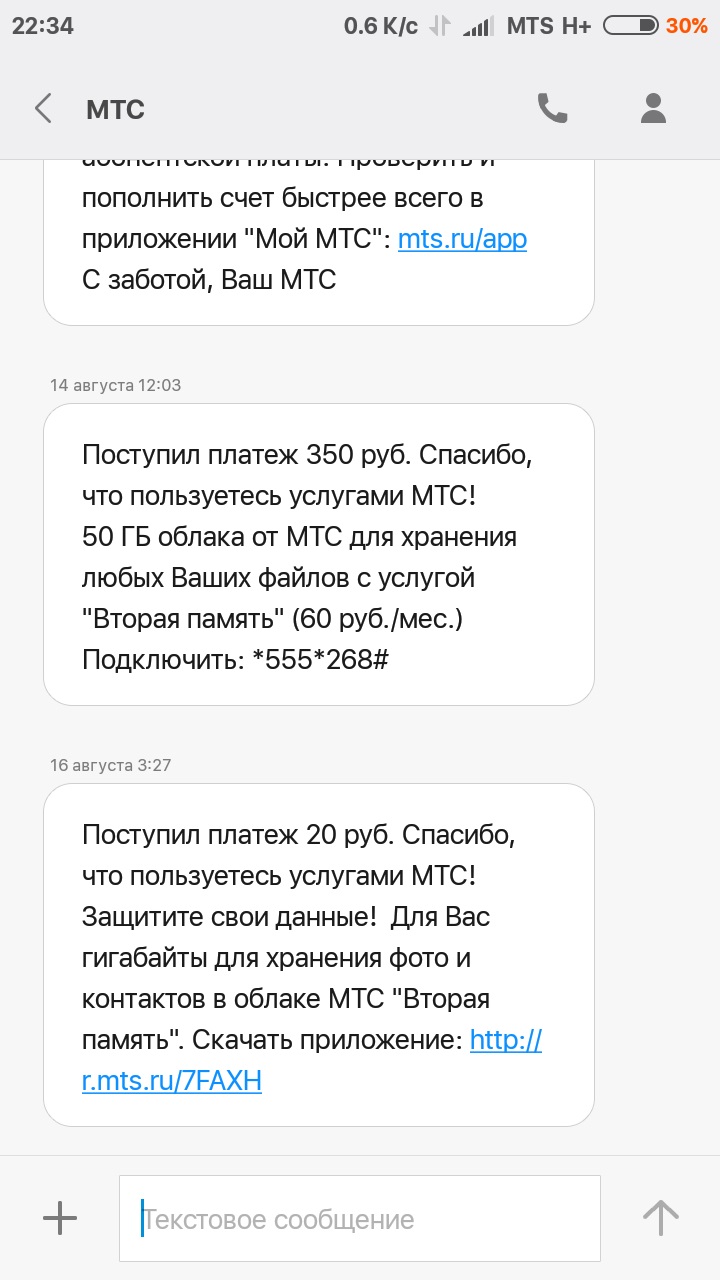 22:34 0.6 K/c MTS H+ 30%
МТС
абонентской платы. Проверить и
пополнить счет быстрее всего в
приложении "Мой МТС": mts.ru/app
С заботой, Ваш МТС
14 августа 12:03
Поступил платеж 350 руб. Спасибо,
что пользуетесь услугами МТС!
50 ГБ облака от МТС для хранения
любых Ваших файлов с услугой
"Вторая память" (60 руб./мес.)
Подключить: *555*268#
16 августа 3:27
Поступил платеж 20 руб. Спасибо,
что пользуетесь услугами МТС!
Защитите свои данные!  Для Вас
гигабайты для хранения фото и
контактов в облаке МТС "Вторая
память". Скачать приложение: http://
r.mts.ru/7FAXH
Текстовое сообщение